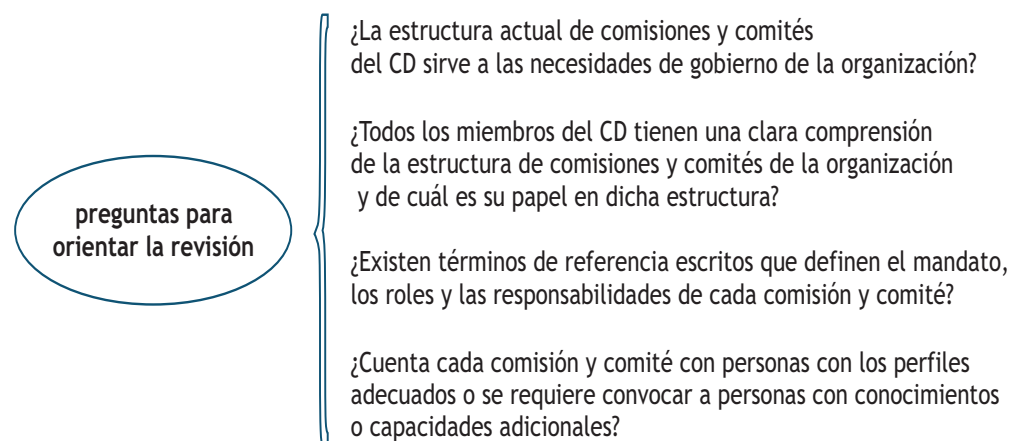 preguntas para
orientar la revisión
¿La estructura actual de comisiones y comités
del CD sirve a las necesidades de gobierno de la organización?
¿Todos los miembros del CD tienen una clara comprensión
de la estructura de comisiones y comités de la organización
y de cuál es su papel en dicha estructura?
¿Existen términos de referencia escritos que definen el mandato,
los roles y las responsabilidades de cada comisión y comité?
¿Cuenta cada comisión y comité con personas con los perfiles
adecuados o se requiere convocar a personas con conocimientos
o capacidades adicionales?